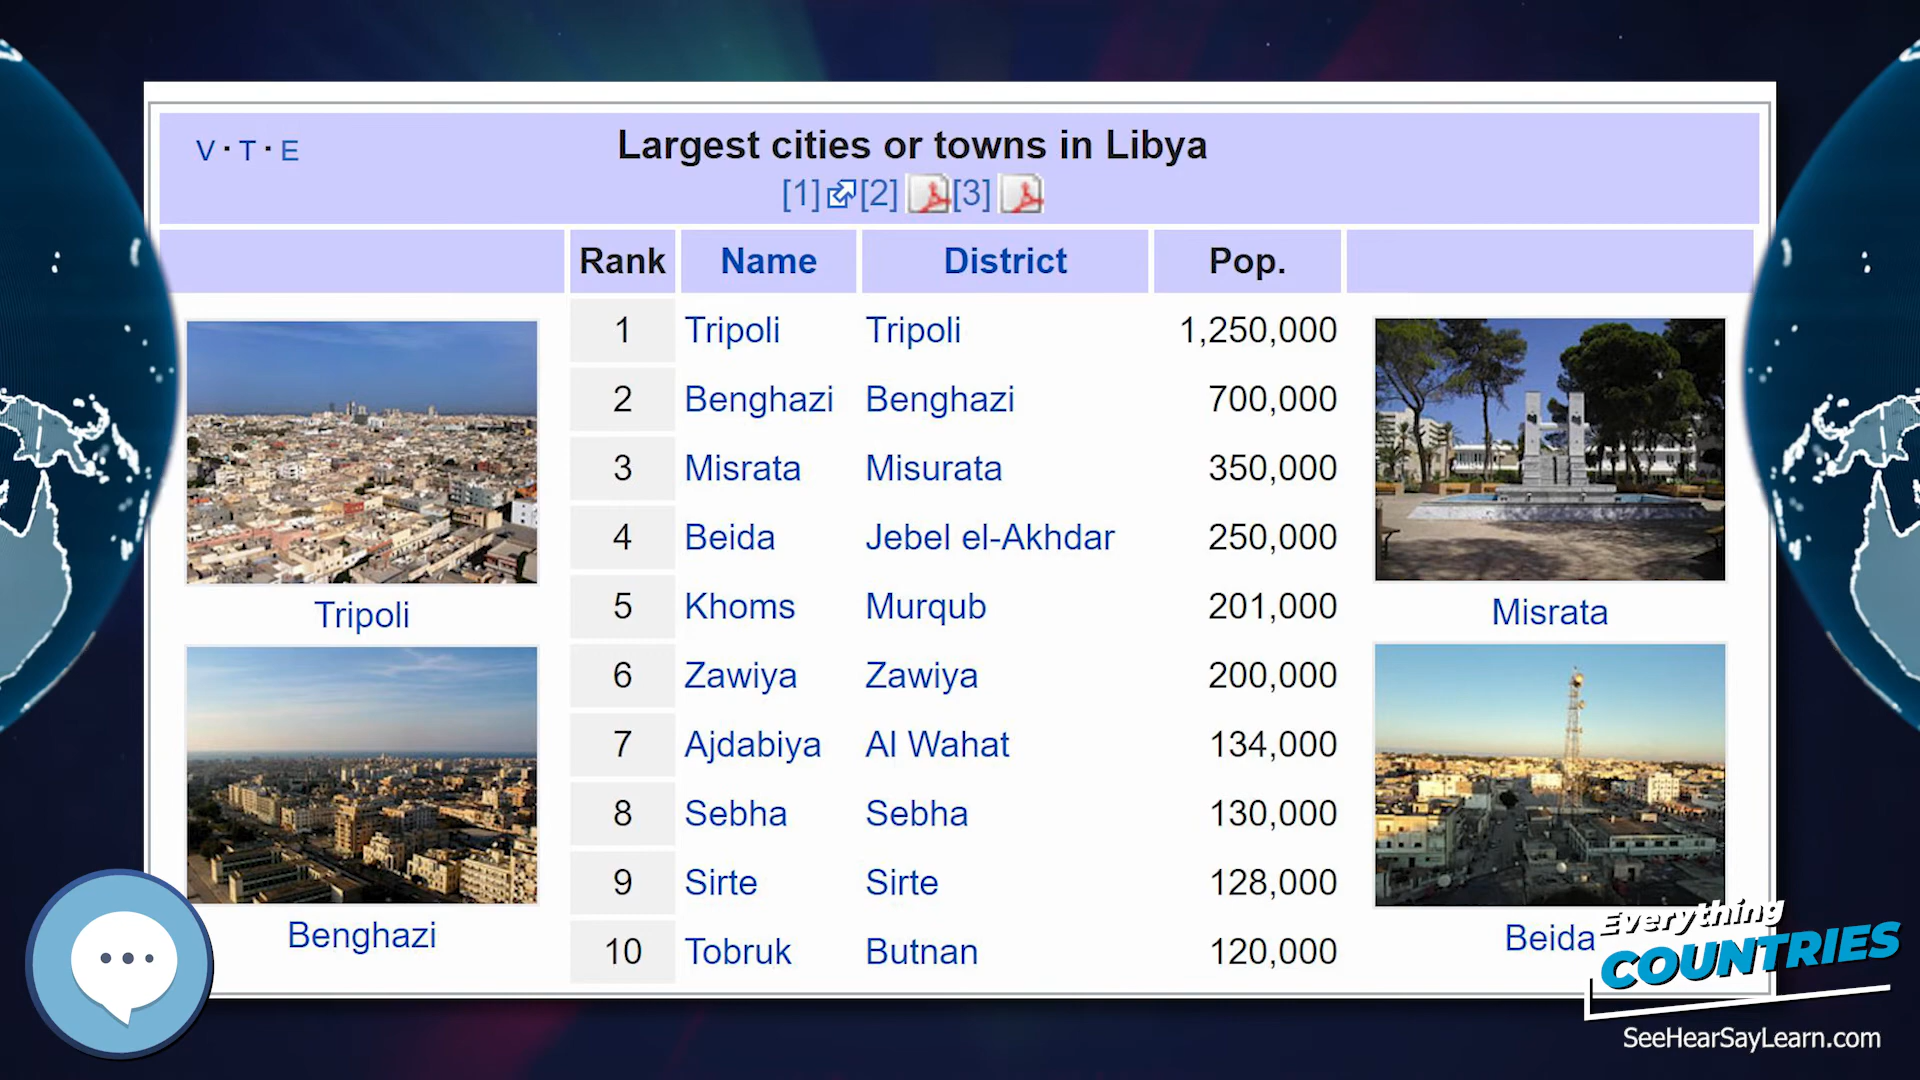 V · T · E
Largest cities or towns in Libya
[1] [2] [3]
Rank Name District Pop.
1 Tripoli Tripoli 1,250,000
2 Benghazi Benghazi 700,000
3 Misrata Misurata 350,000
4 Beida Jebel el-Akhdar 250,000
5 Khoms Murqub 201,000
6 Zawiya Zawiya 200,000
7 Ajdabiya Al Wahat 134,000
8 Sebha Sebha 130,000
9 Sirte Sirte 128,000
10 Tobruk Butnan 120,000
Tripoli
Benghazi
Misrata
Beida
Everything
COUNTRIES
SeeHearSayLearn.com